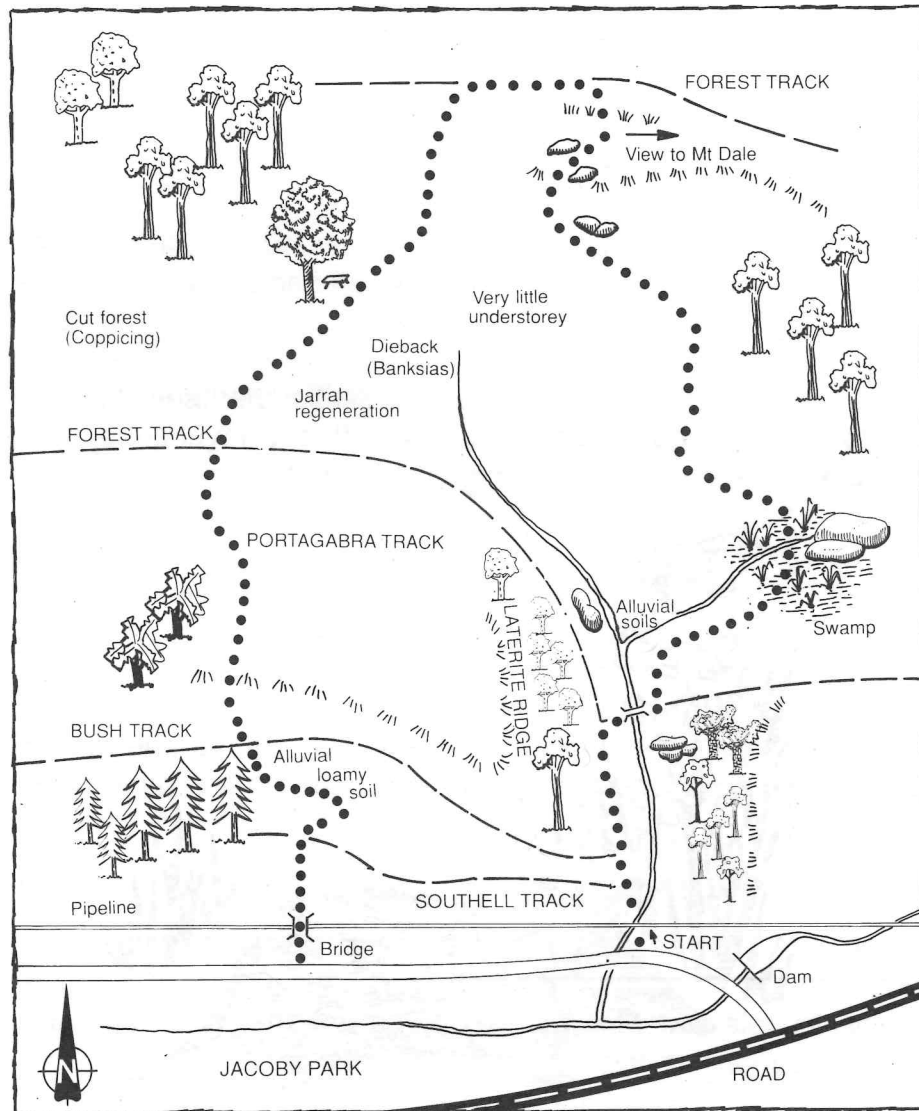 FOREST TRACK
View to Mt Dale
Very little
understorey
Cut forest
(Coppicing)
Dieback
(Banksias)
Jarrah
regeneration
FOREST TRACK
PORTAGABRA TRACK
LATERITE RIDGE
Alluvial
soils
Swamp
BUSH TRACK
Alluvial
loamy
soil
SOUTHELL TRACK
Pipeline
Bridge
START
Dam
N
JACOBY PARK
ROAD